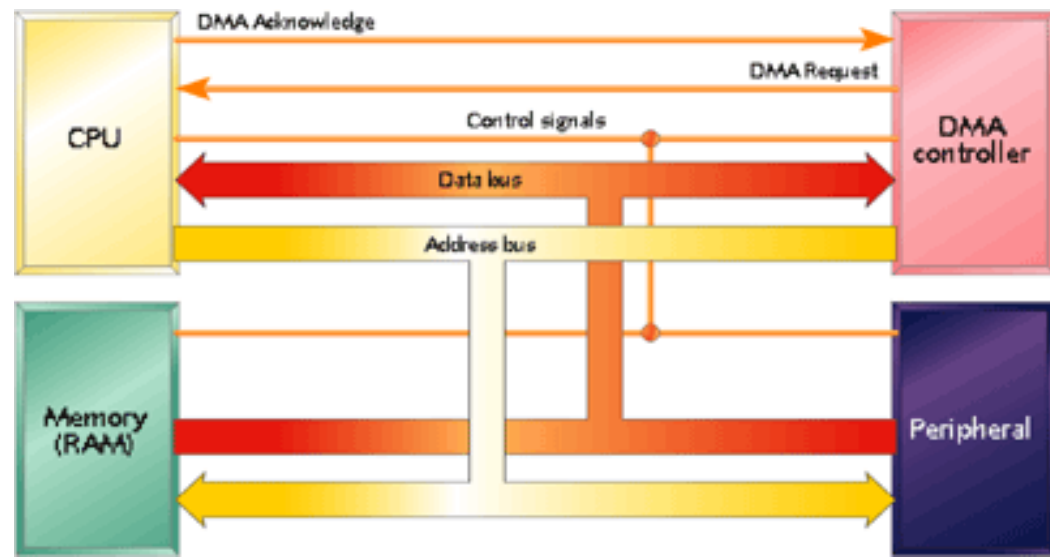 DMA Acknowledge
DMA Request
Control signals
CPU
DMA
controller
Data bus
Address bus
Memory
(RAM)
Peripheral